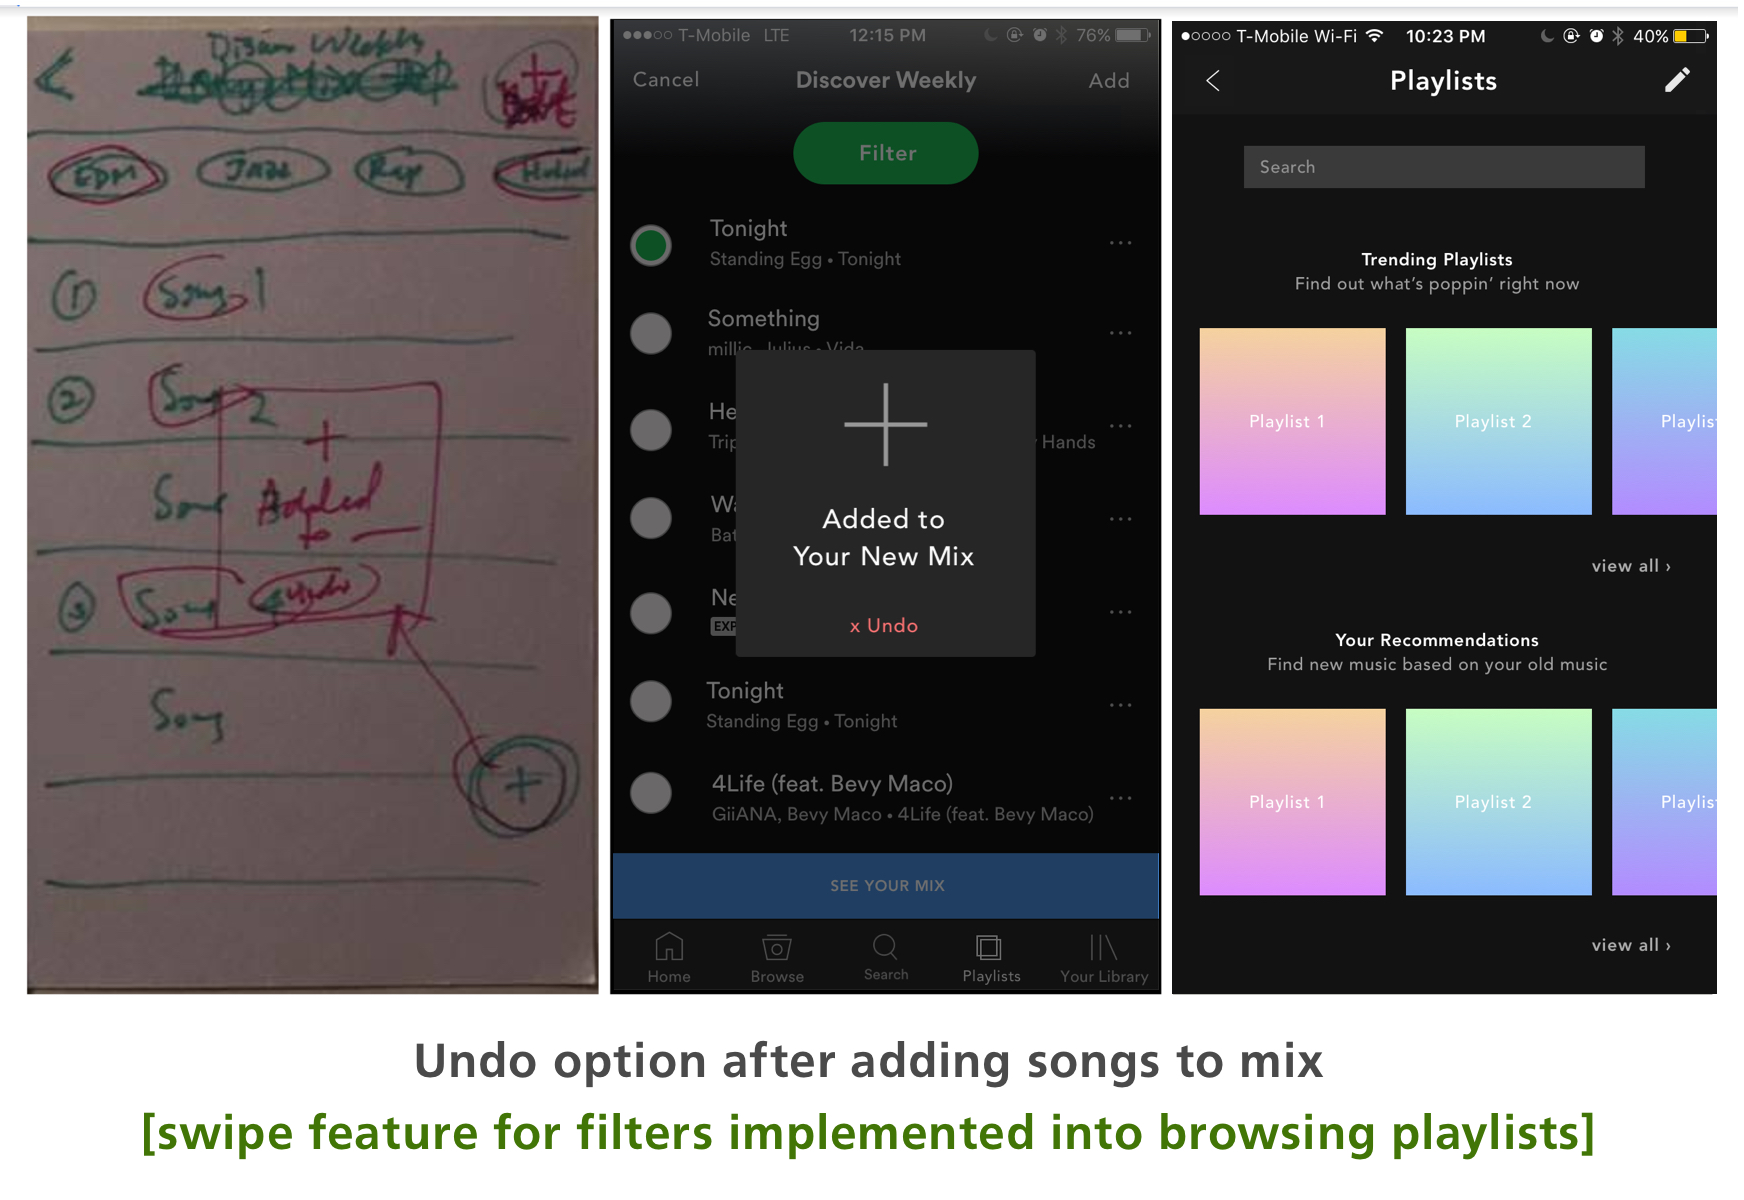 Discover Weekly
+
EDM Jazz Rap
1 Song 1
2 Song 2
+
Song Added
to
3 Song Undo
Song
+
T-Mobile LTE 12:15 PM 76%
Cancel Discover Weekly Add
Filter
Tonight
Standing Egg • Tonight
Something
millic, Julius • Vida
He
Trip Hands
Wa
Bat
Ne
EXP
Added to
Your New Mix
x Undo
Tonight
Standing Egg • Tonight
4Life (feat. Bevy Maco)
GiiANA, Bevy Maco • 4Life (feat. Bevy Maco)
SEE YOUR MIX
Home Browse Search Playlists Your Library
T-Mobile Wi-Fi 10:23 PM 40%
Playlists
Search
Trending Playlists
Find out what’s poppin’ right now
Playlist 1 Playlist 2 Playlis
view all ›
Your Recommendations
Find new music based on your old music
Playlist 1 Playlist 2 Playlis
view all ›
Undo option after adding songs to mix
[swipe feature for filters implemented into browsing playlists]